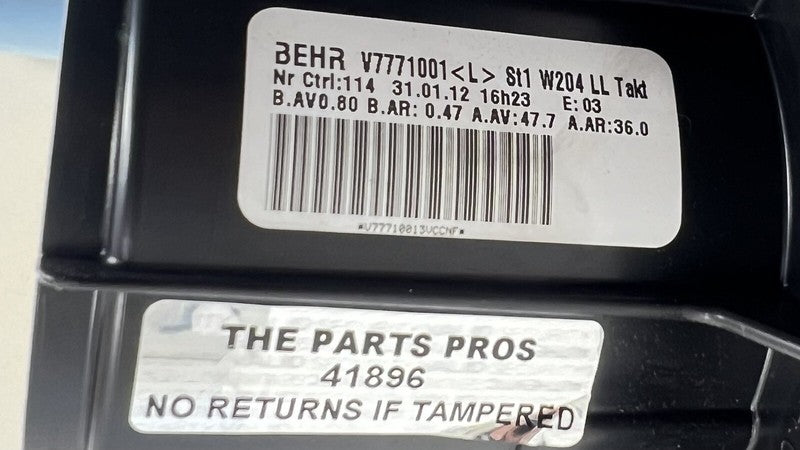 BEHR V7771001<L> St1 W204 LL Takt
Nr Ctrl:114 31.01.12 16h23 E:03
B.AV0.80 B.AR: 0.47 A.AV:47.7 A.AR:36.0
*V77710013VCCNF*
THE PARTS PROS
41896
NO RETURNS IF TAMPERED